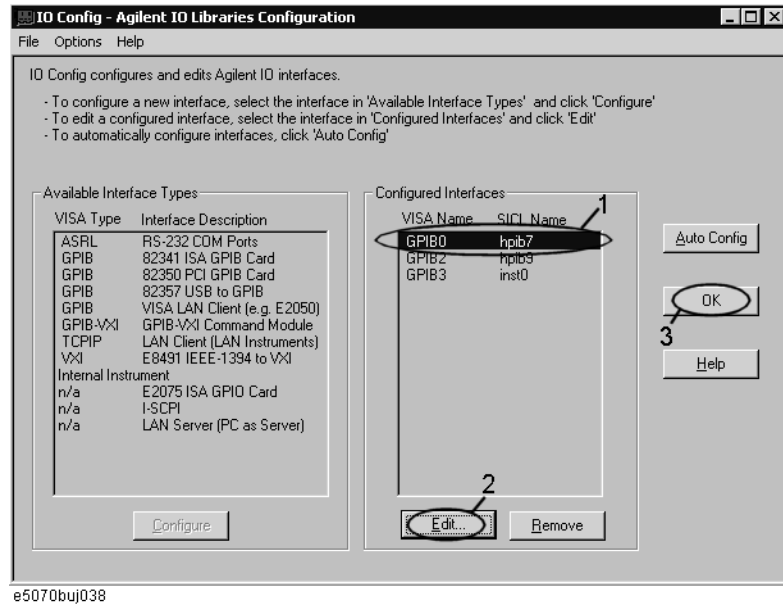 IO Config - Agilent IO Libraries Configuration
File Options Help
IO Config configures and edits Agilent IO interfaces.
- To configure a new interface, select the interface in 'Available Interface Types' and click 'Configure'
- To edit a configured interface, select the interface in 'Configured Interfaces' and click 'Edit'
- To automatically configure interfaces, click 'Auto Config'
Available Interface Types
VISA Type Interface Description
ASRL RS-232 COM Ports
GPIB 82341 ISA GPIB Card
GPIB 82350 PCI GPIB Card
GPIB 82357 USB to GPIB
GPIB VISA LAN Client (e.g. E2050)
GPIB-VXI GPIB-VXI Command Module
TCPIP LAN Client (LAN Instruments)
VXI E8491 IEEE-1394 to VXI
Internal Instrument
n/a E2075 ISA GPIO Card
n/a I-SCPI
n/a LAN Server (PC as Server)
Configure
Configured Interfaces
1
VISA Name SICL Name
GPIB0 hpib7
GPIB2 hpib9
GPIB3 inst0
2
Edit...
Remove
Auto Config
OK
3
Help
e5070buj038